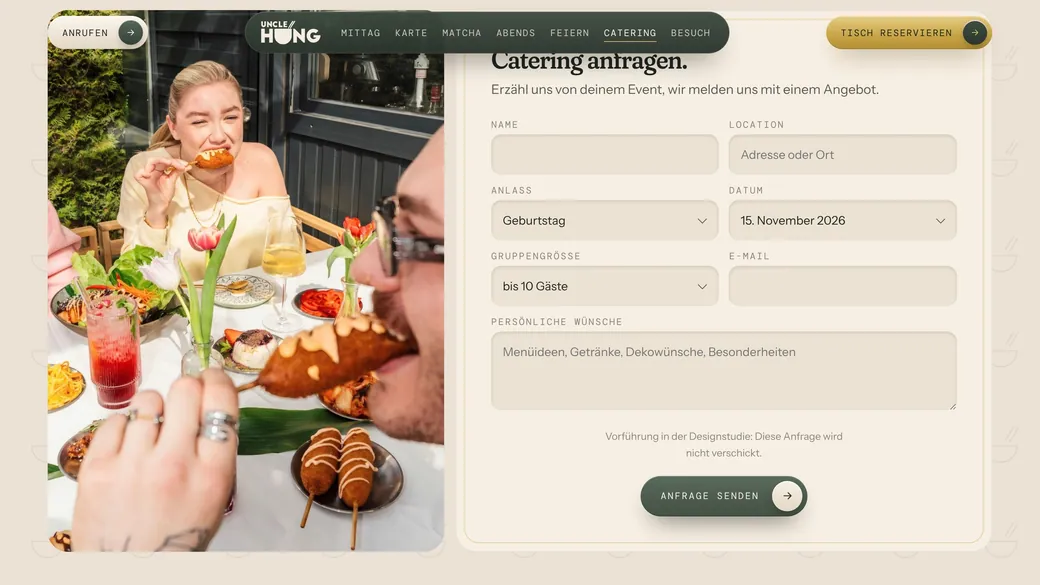 ANRUFEN
UNCLE
HUNG
MITTAG KARTE MATCHA ABENDS FEIERN CATERING BESUCH
TISCH RESERVIEREN
Catering anfragen.
Erzähl uns von deinem Event, wir melden uns mit einem Angebot.
NAME LOCATION
Adresse oder Ort
ANLASS DATUM
Geburtstag 15. November 2026
GRUPPENGRÖSSE E-MAIL
bis 10 Gäste
PERSÖNLICHE WÜNSCHE
Menüideen, Getränke, Dekowünsche, Besonderheiten
Vorführung in der Designstudie: Diese Anfrage wird
nicht verschickt.
ANFRAGE SENDEN